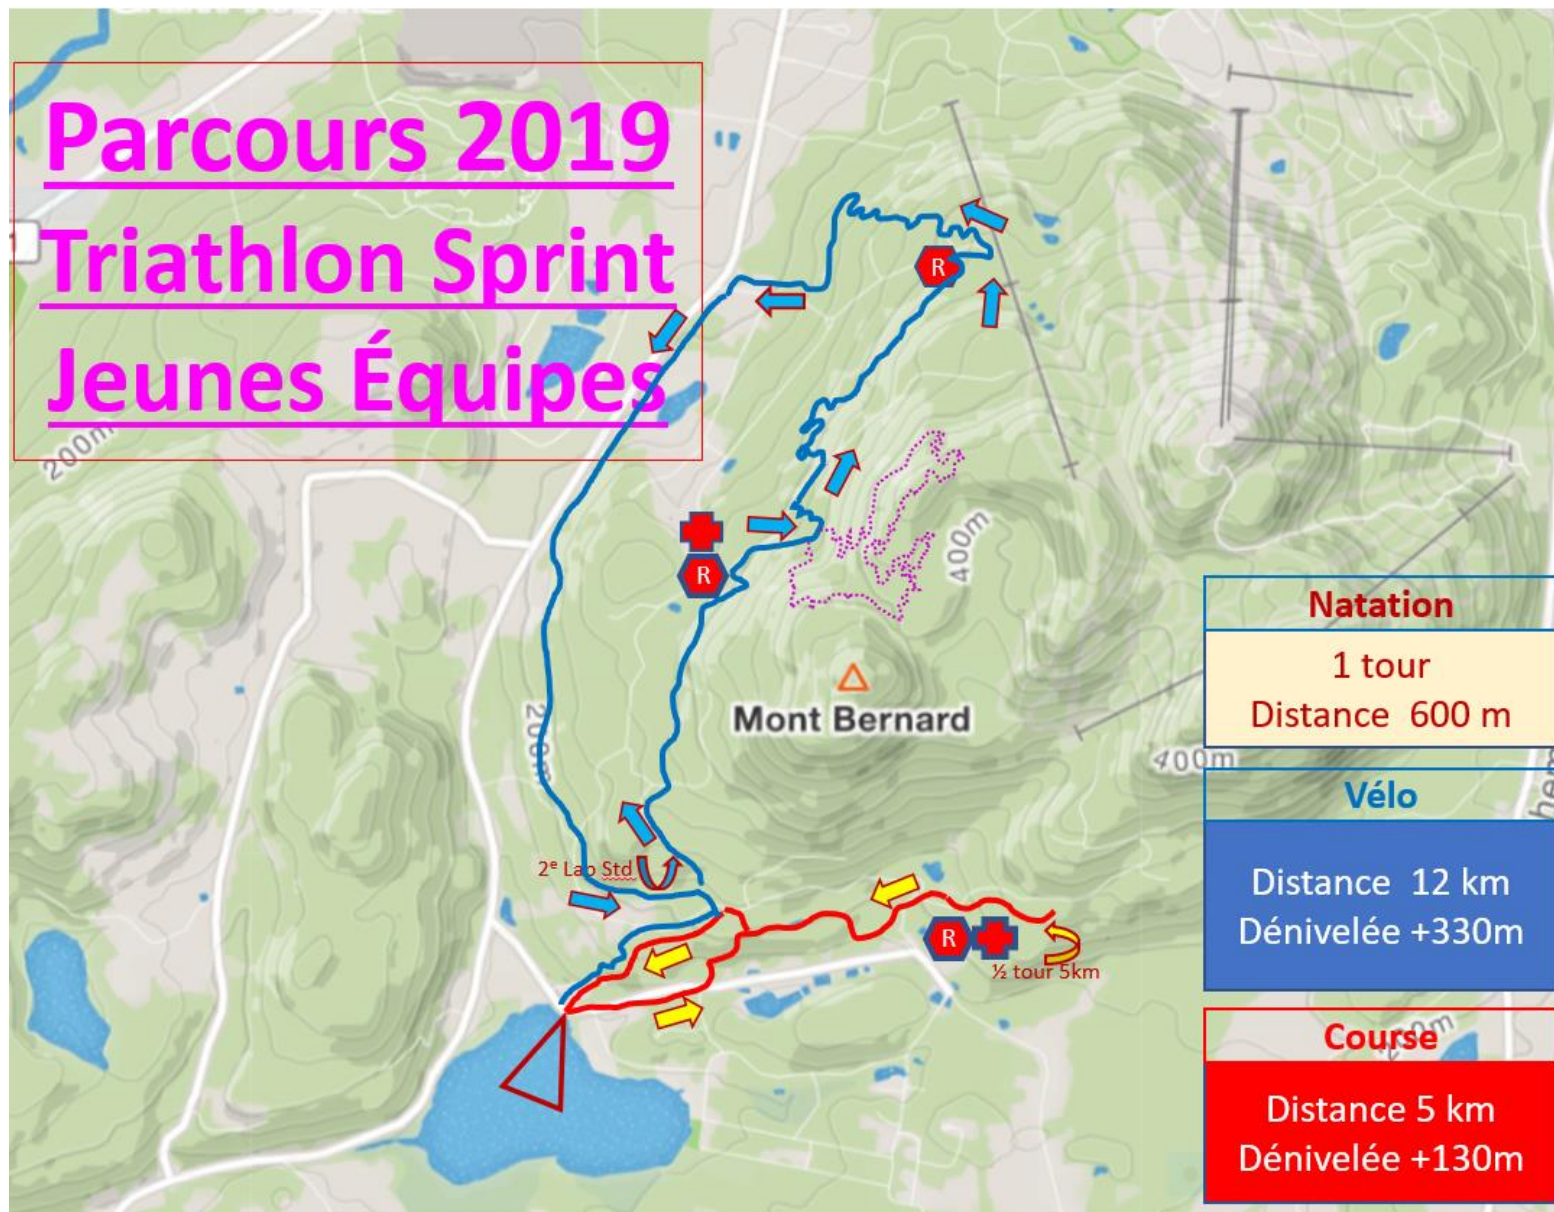 Parcours 2019
Triathlon Sprint
Jeunes Équipes
200m
R
R
400m
Mont Bernard
400m
200m
2e Lap Std
R
½ tour 5km
Natation
1 tour
Distance 600 m
Vélo
Distance 12 km
Dénivelée +330m
Course
200m
Distance 5 km
Dénivelée +130m